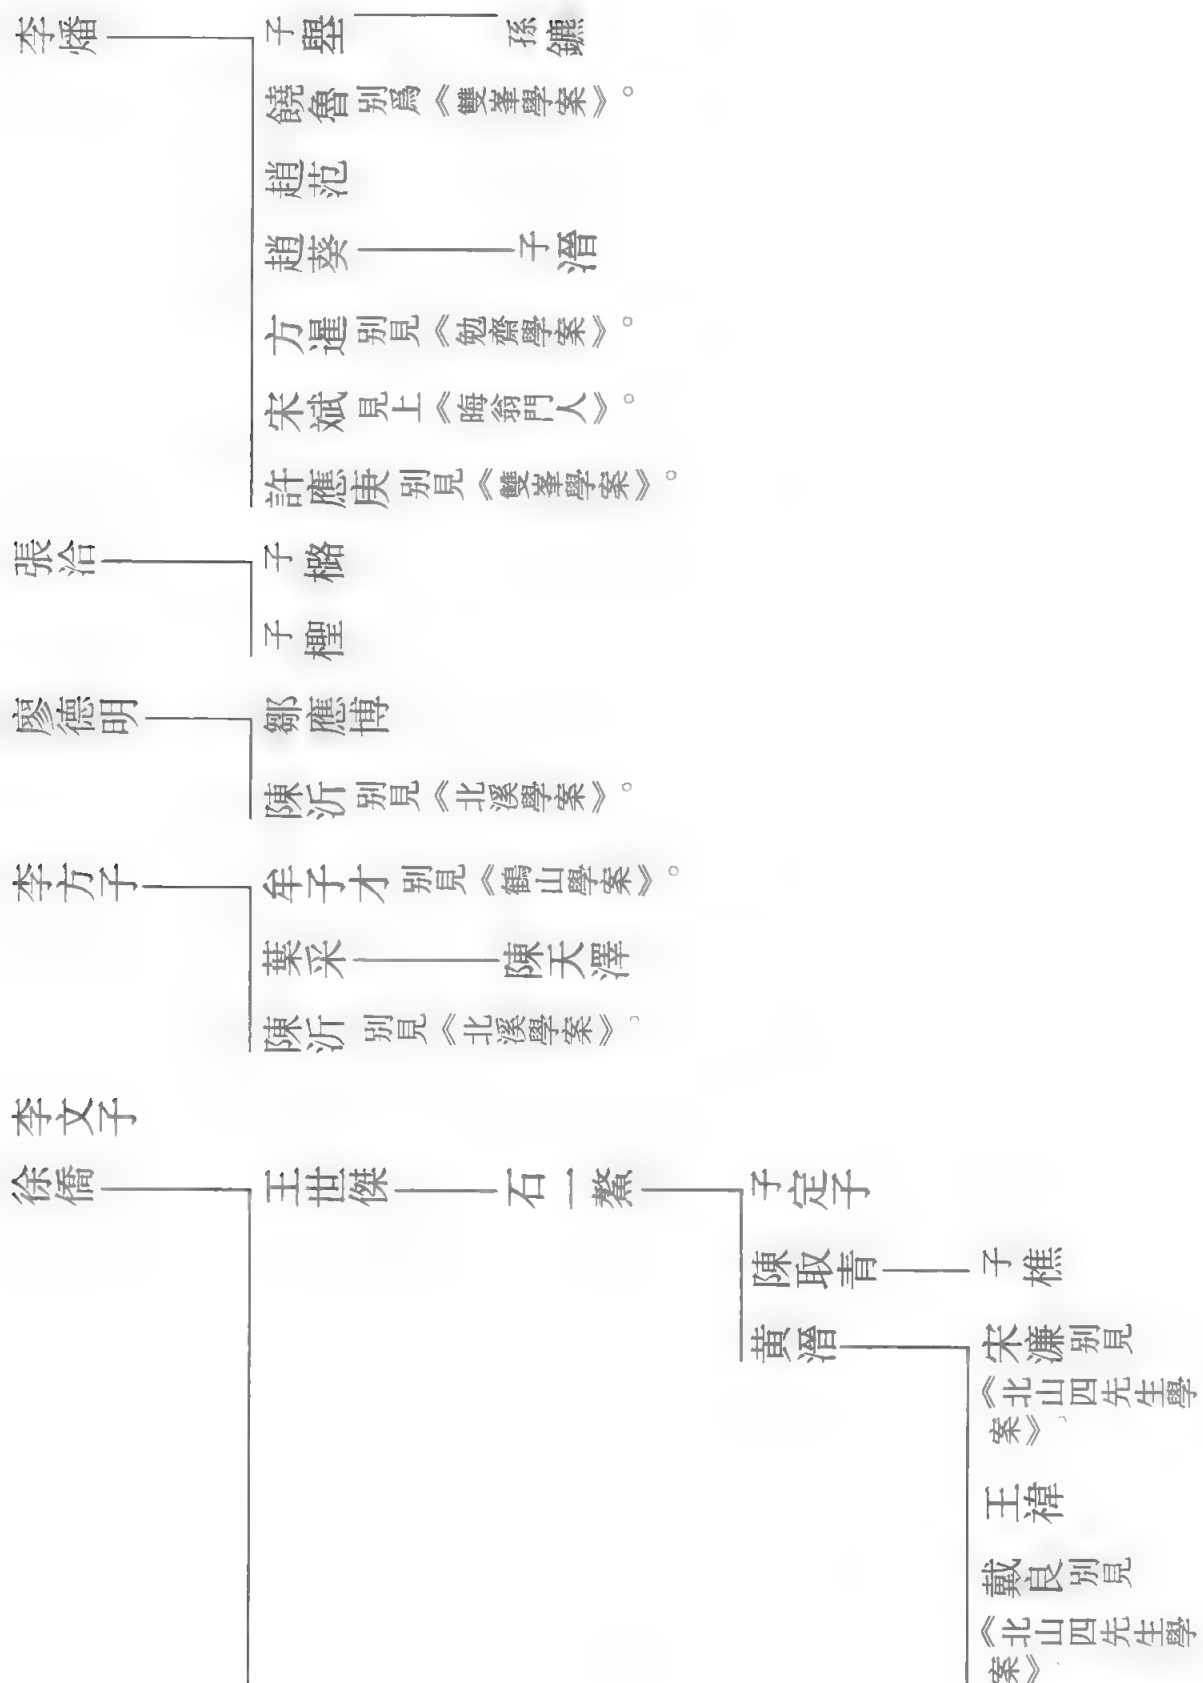 李燔
子舉
孫鑣
饒魯別爲《雙峯學案》。
趙范
趙葵
子溍
方暹別見《勉齋學案》。
宋斌見上《晦翁門人》。
許應庚別見《雙峯學案》。
張洽
子櫧
子檉
廖德明
鄒應博
陳沂別見《北溪學案》。
李方子
牟子才別見《鶴山學案》。
葉采
陳天澤
陳沂別見《北溪學案》。
李文子
徐僑
王世傑
石一鰲
子定子
陳取青
子樵
黃溍
宋濂別見
《北山四先生學
案》。
王禕
戴良別見
《北山四先生學
案》。